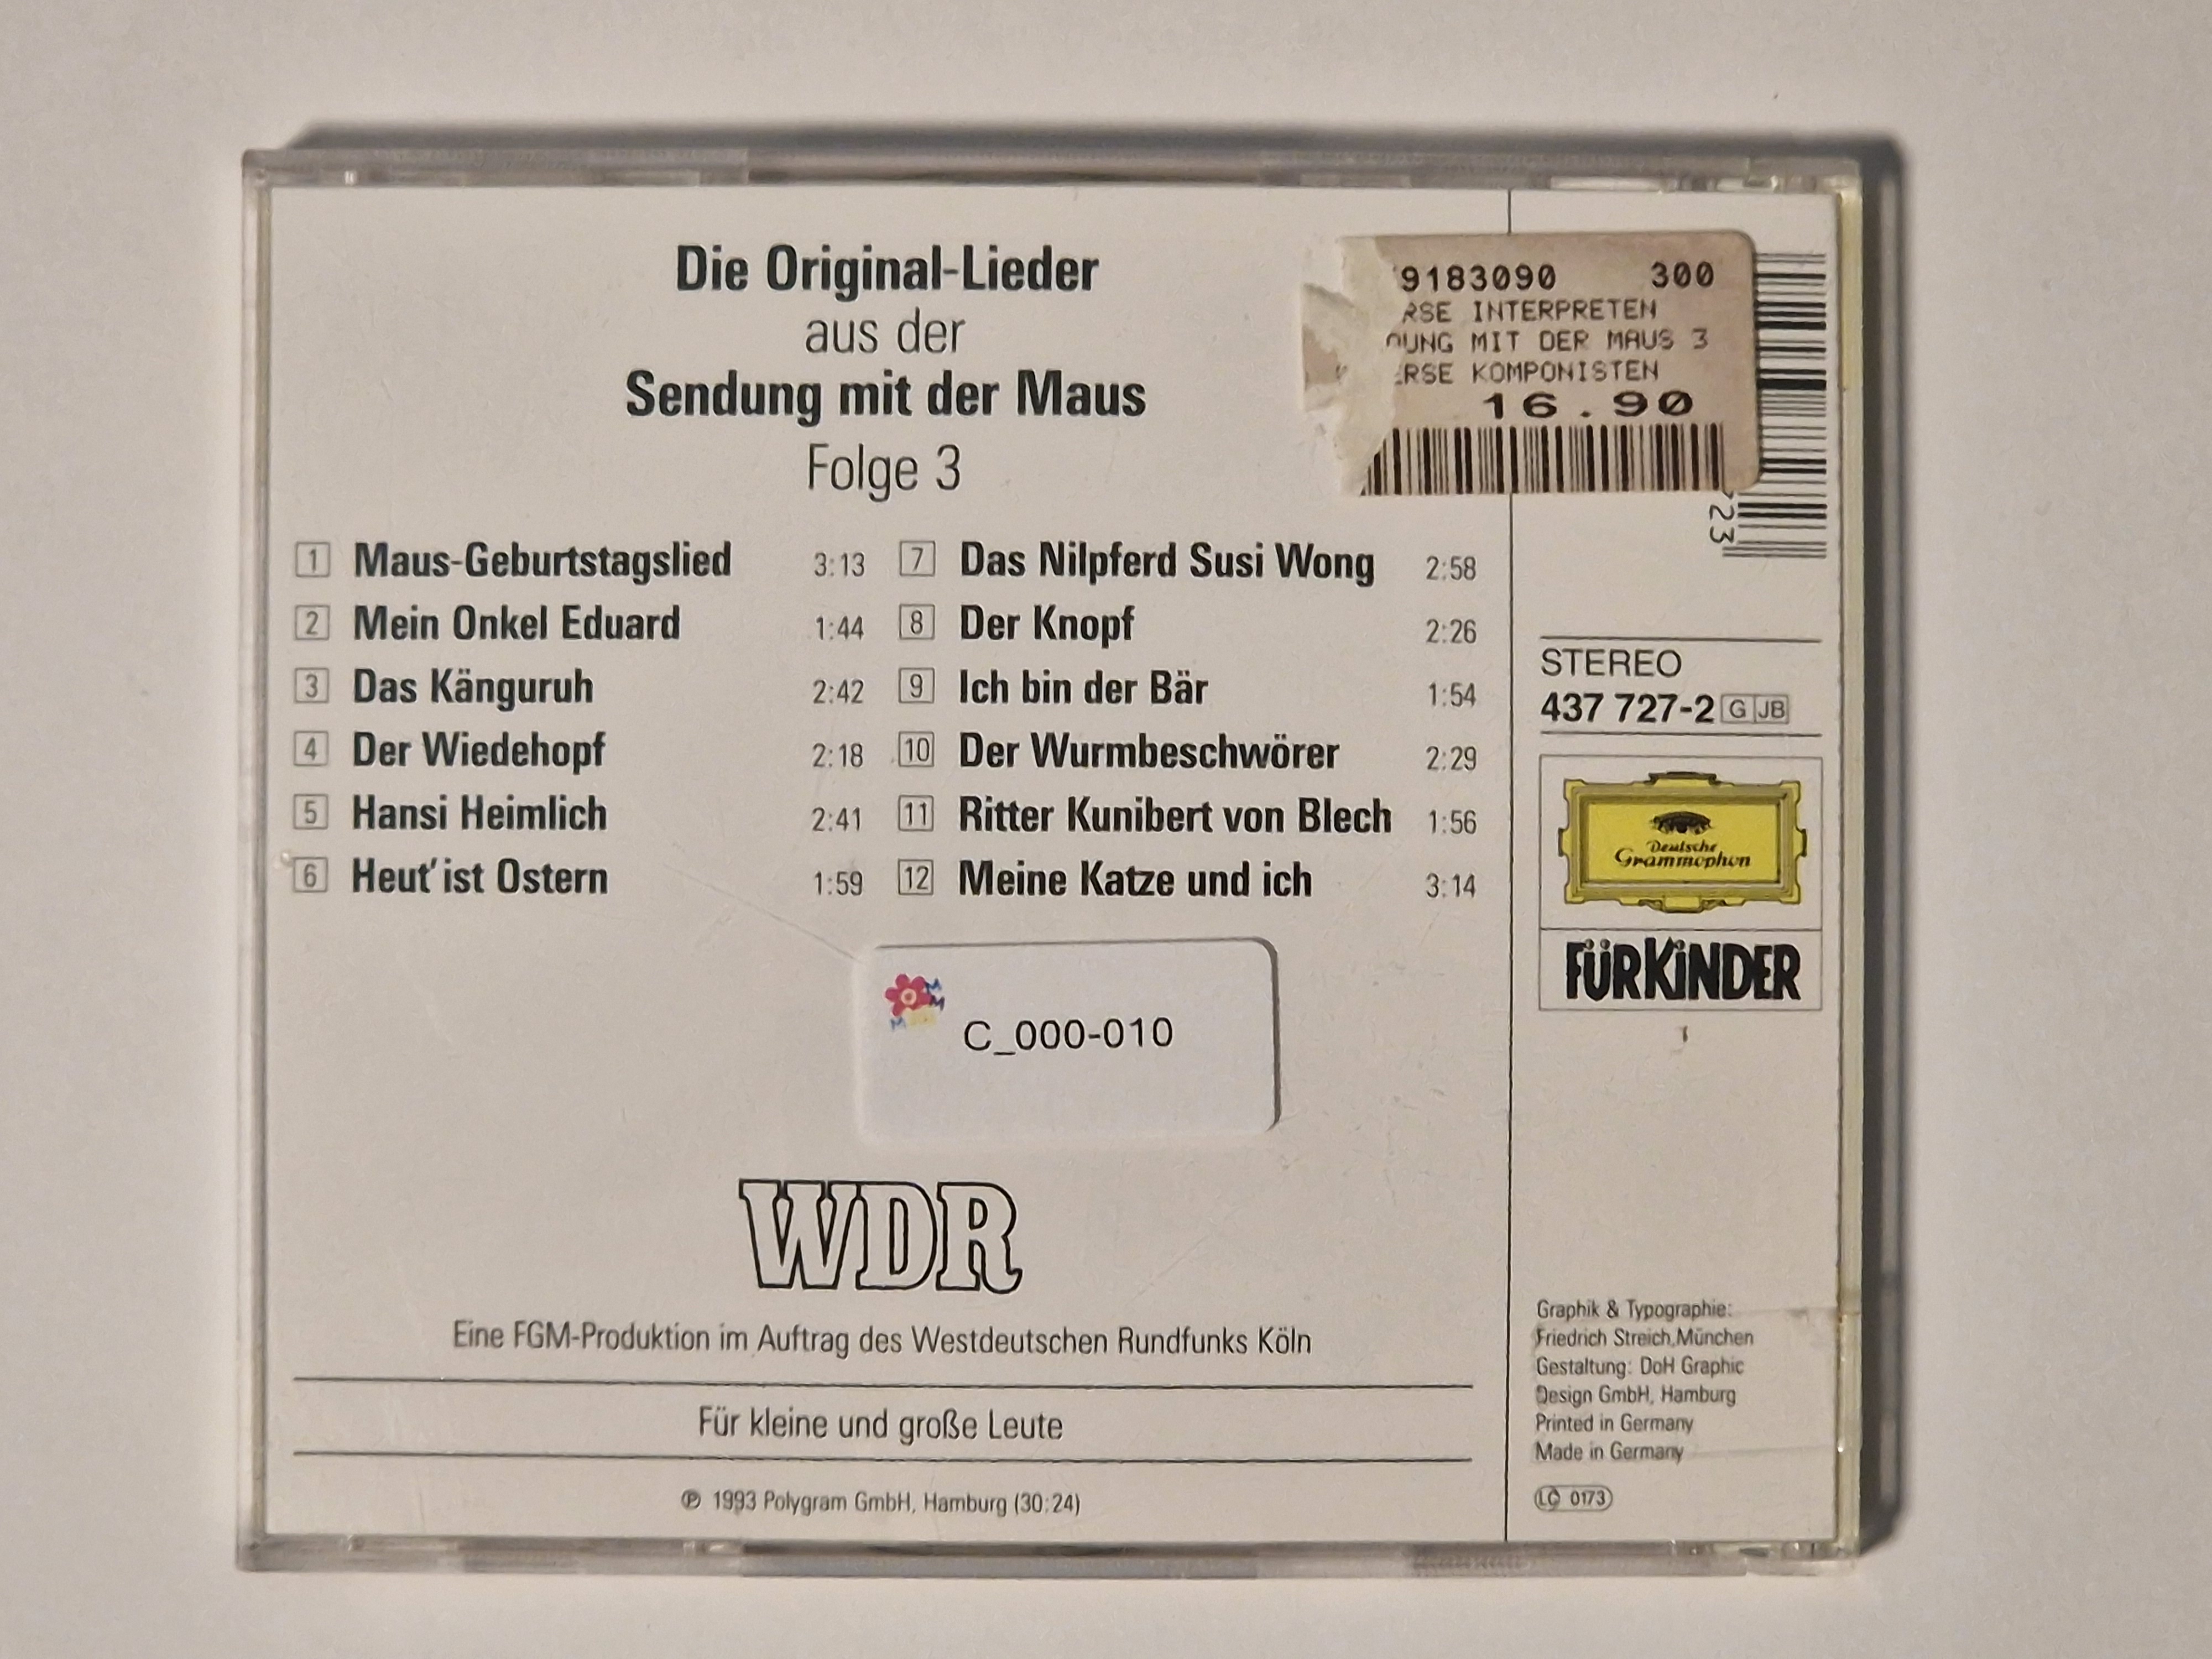 Die Original-Lieder
aus der
Sendung mit der Maus
Folge 3
1 Maus-Geburtstagslied 3:13
2 Mein Onkel Eduard 1:44
3 Das Känguruh 2:42
4 Der Wiedehopf 2:18
5 Hansi Heimlich 2:41
6 Heut' ist Ostern 1:59
7 Das Nilpferd Susi Wong 2:58
8 Der Knopf 2:26
9 Ich bin der Bär 1:54
10 Der Wurmbeschwörer 2:29
11 Ritter Kunibert von Blech 1:56
12 Meine Katze und ich 3:14
C_000-010
WDR
Eine FGM-Produktion im Auftrag des Westdeutschen Rundfunks Köln
Für kleine und große Leute
℗ 1993 Polygram GmbH, Hamburg (30:24)
9183090 300
RSE INTERPRETEN
UNG MIT DER MAUS 3
RSE KOMPONISTEN
16.90
23
STEREO
437 727-2 G JB
Deutsche
Grammophon
FÜR KINDER
Graphik & Typographie:
Friedrich Streich, München
Gestaltung: DoH Graphic
Design GmbH, Hamburg
Printed in Germany
Made in Germany
LC 0173